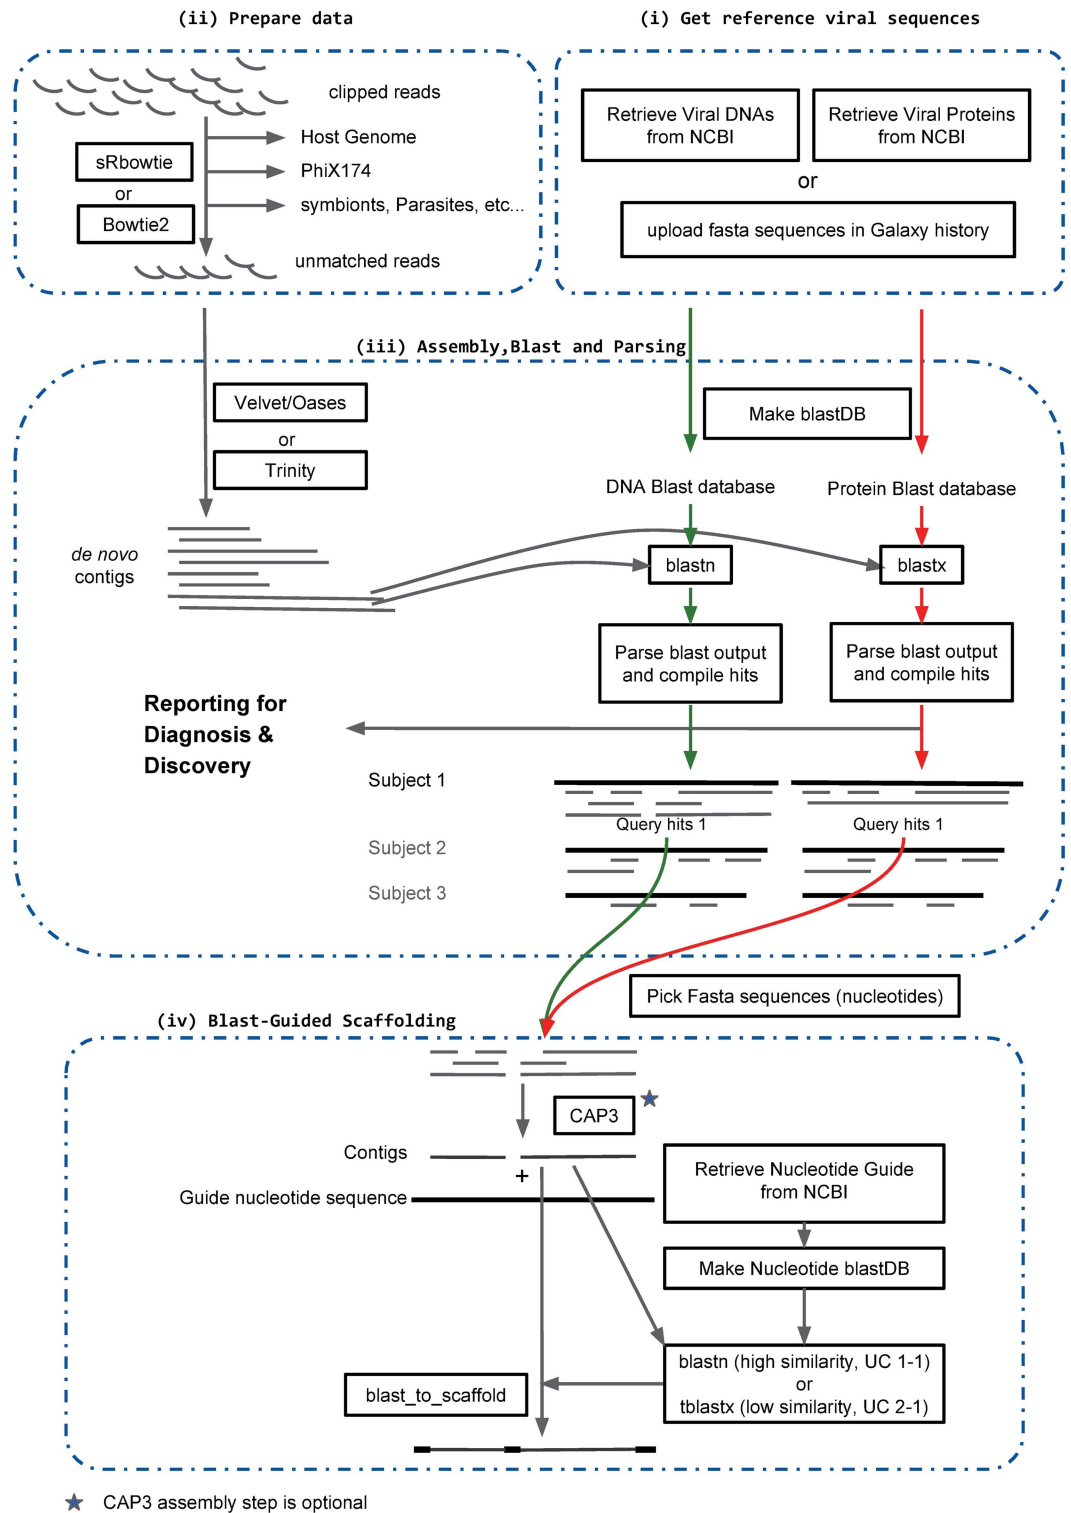 (ii) Prepare data
(i) Get reference viral sequences
clipped reads
Host Genome
PhiX174
symbionts, Parasites, etc...
sRbowtie
or
Bowtie2
unmatched reads
Retrieve Viral DNAs
from NCBI
Retrieve Viral Proteins
from NCBI
or
upload fasta sequences in Galaxy history
(iii) Assembly,Blast and Parsing
Velvet/Oases
or
Trinity
Make blastDB
DNA Blast database
Protein Blast database
de novo
contigs
blastn
blastx
Parse blast output
and compile hits
Parse blast output
and compile hits
Reporting for
Diagnosis &
Discovery
Subject 1
Query hits 1
Query hits 1
Subject 2
Subject 3
Pick Fasta sequences (nucleotides)
(iv) Blast-Guided Scaffolding
CAP3
Contigs
+
Guide nucleotide sequence
Retrieve Nucleotide Guide
from NCBI
Make Nucleotide blastDB
blastn (high similarity, UC 1-1)
or
tblastx (low similarity, UC 2-1)
blast_to_scaffold
CAP3 assembly step is optional